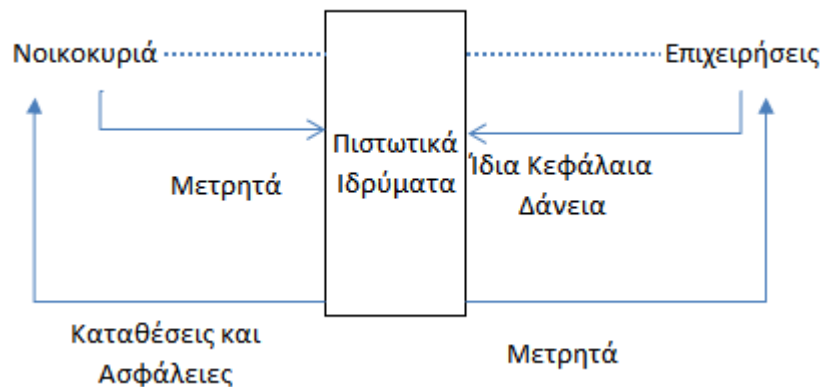 Νοικοκυριά
Επιχειρήσεις
Πιστωτικά
Ιδρύματα
Μετρητά
Ίδια Κεφάλαια
Δάνεια
Καταθέσεις και
Ασφάλειες
Μετρητά